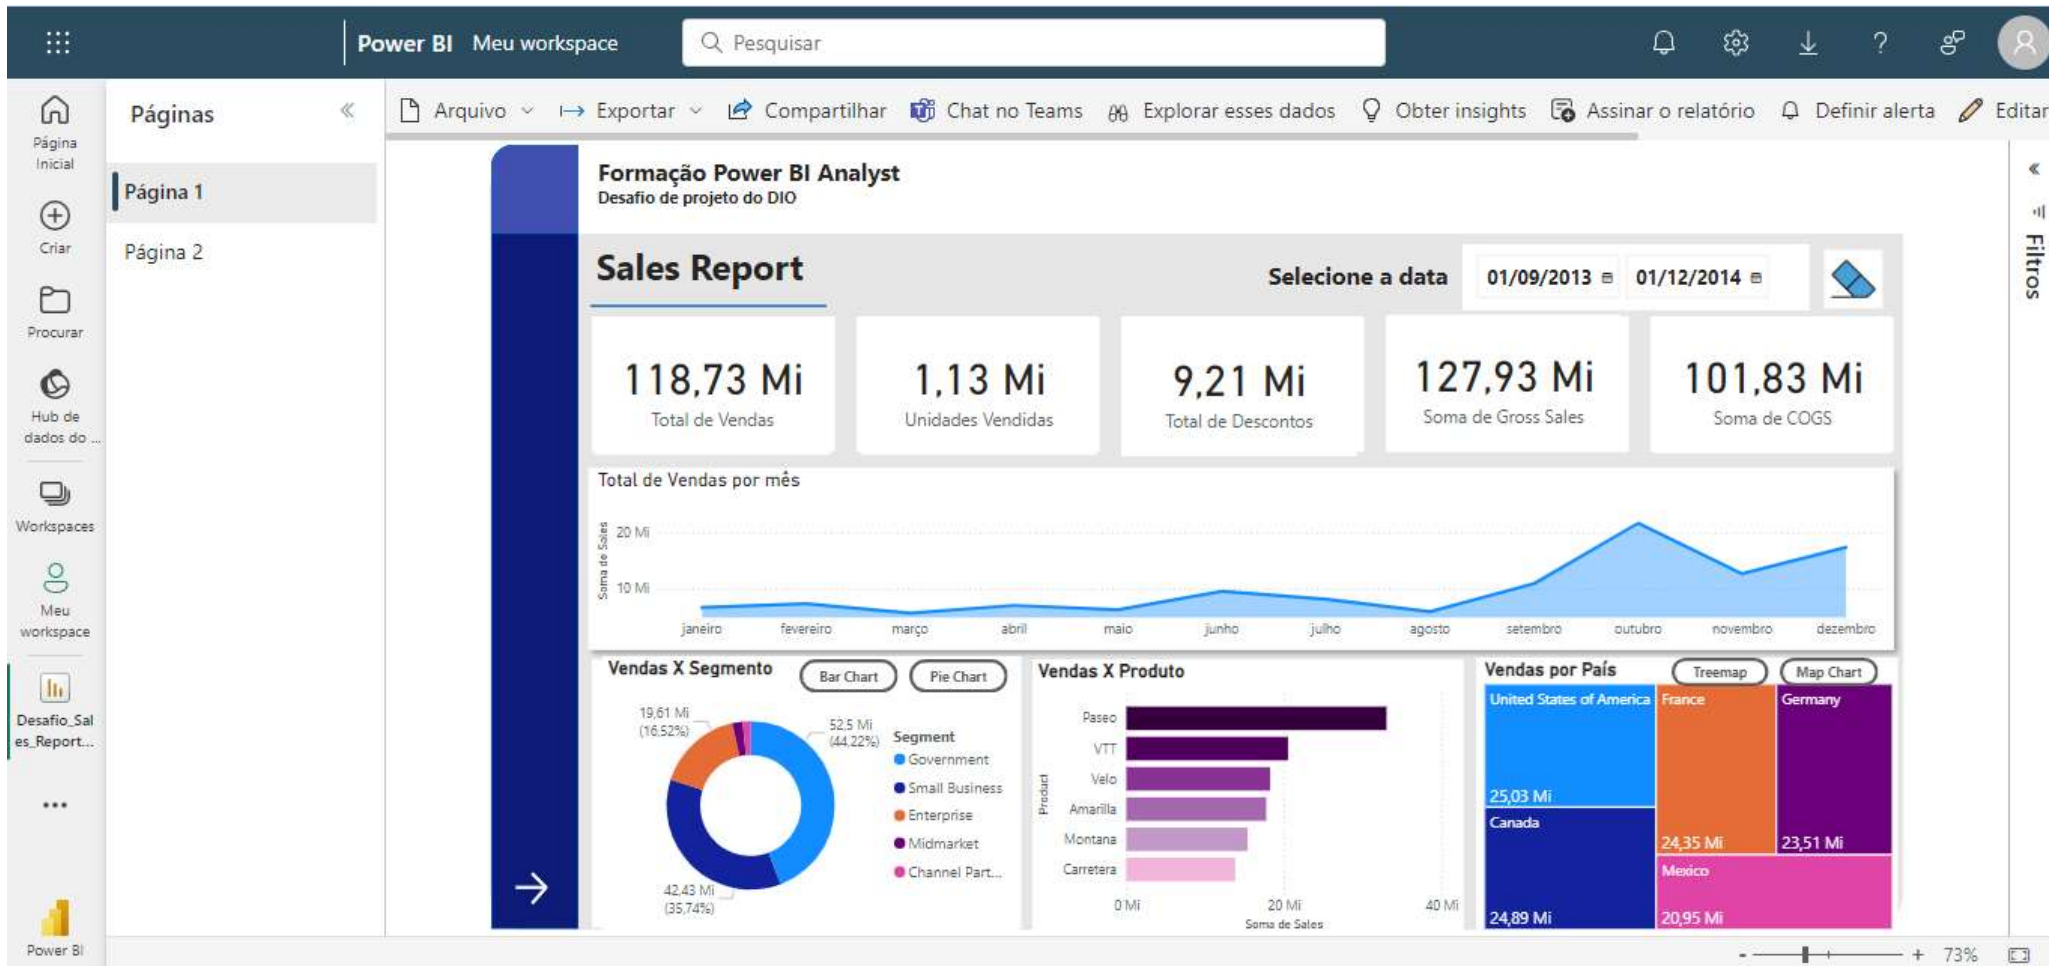 Power BI Meu workspace
Pesquisar
Página
Inicial
Criar
Procurar
Hub de
dados do ...
Workspaces
Meu
workspace
Desafio_Sal
es_Report...
Power BI
Páginas
Página 1
Página 2
Arquivo Exportar Compartilhar Chat no Teams Explorar esses dados Obter insights Assinar o relatório Definir alerta Editar
Formação Power BI Analyst
Desafio de projeto do DIO
Sales Report
Selecione a data 01/09/2013 01/12/2014
118,73 Mi
Total de Vendas
1,13 Mi
Unidades Vendidas
9,21 Mi
Total de Descontos
127,93 Mi
Soma de Gross Sales
101,83 Mi
Soma de COGS
Total de Vendas por mês
Soma de Sales
20 Mi
10 Mi
janeiro fevereiro março abril maio junho julho agosto setembro outubro novembro dezembro
Vendas X Segmento
Bar Chart Pie Chart
19,61 Mi
(16,52%)
52,5 Mi
(44,22%)
42,43 Mi
(35,74%)
Segment
Government
Small Business
Enterprise
Midmarket
Channel Part...
Vendas X Produto
Product
Paseo
VTT
Velo
Amarilla
Montana
Carretera
0 Mi 20 Mi 40 Mi
Soma de Sales
Vendas por País
Treemap Map Chart
United States of America
25,03 Mi
Canada
24,89 Mi
France
24,35 Mi
Germany
23,51 Mi
Mexico
20,95 Mi
Filtros
- + 73%